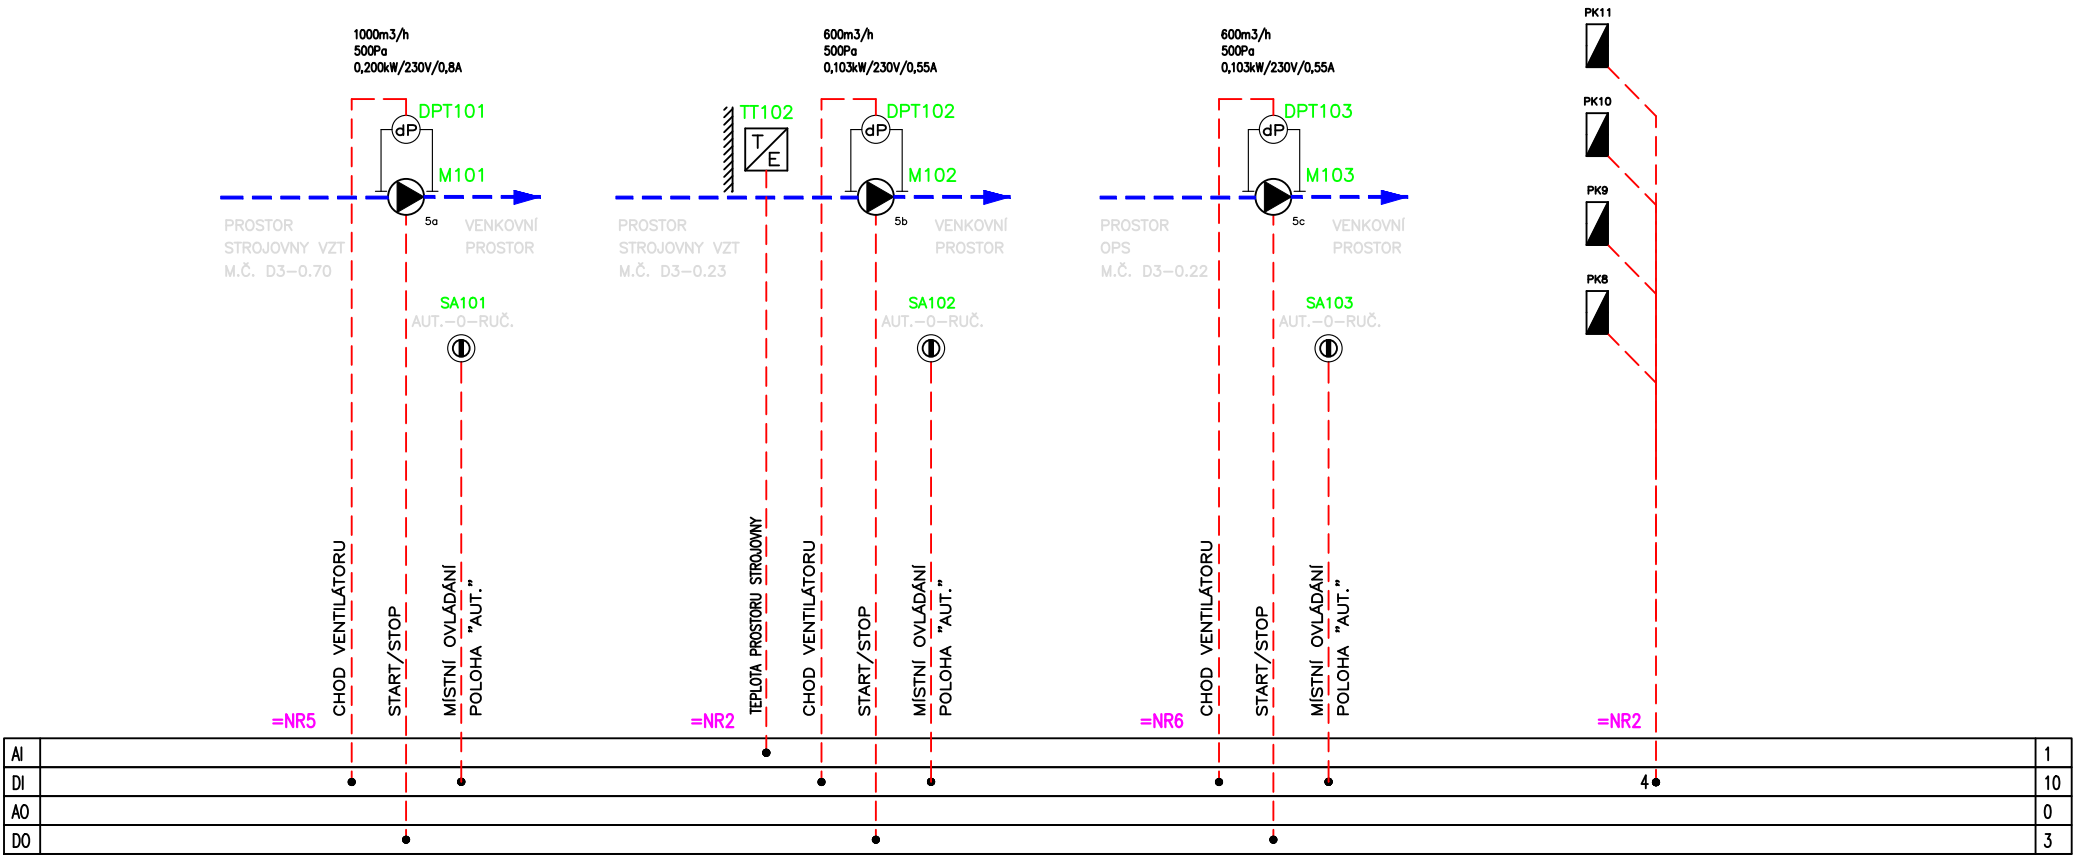 1000m3/h
500Pa
0,200kW/230V/0,8A
DPT101
dP
M101
5a
PROSTOR
STROJOVNY VZT
M.Č. D3-0.70
VENKOVNÍ
PROSTOR
SA101
AUT.-0-RUČ.
CHOD VENTILÁTORU
START/STOP
MÍSTNÍ OVLÁDÁNÍ
POLOHA "AUT."
=NR5
600m3/h
500Pa
0,103kW/230V/0,55A
TT102
T
E
DPT102
dP
M102
5b
PROSTOR
STROJOVNY VZT
M.Č. D3-0.23
VENKOVNÍ
PROSTOR
SA102
AUT.-0-RUČ.
TEPLOTA PROSTORU STROJOVNY
CHOD VENTILÁTORU
START/STOP
MÍSTNÍ OVLÁDÁNÍ
POLOHA "AUT."
=NR2
600m3/h
500Pa
0,103kW/230V/0,55A
DPT103
dP
M103
5c
PROSTOR
OPS
M.Č. D3-0.22
VENKOVNÍ
PROSTOR
SA103
AUT.-0-RUČ.
CHOD VENTILÁTORU
START/STOP
MÍSTNÍ OVLÁDÁNÍ
POLOHA "AUT."
=NR6
PK11
PK10
PK9
PK8
=NR2
AI 1
DI 4 10
AO 0
DO 3